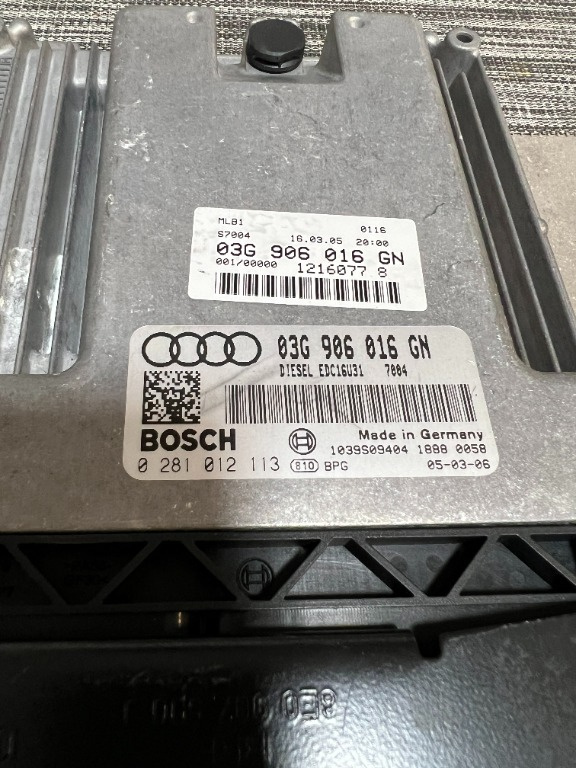 MLB1 0116
S7004 16.03.05 20:00
03G 906 016 GN
001/00000 1216077 8
03G 906 016 GN
DIESEL EDC16U31 7004
BOSCH
Made in Germany
1039S09404 1888 0058
0 281 012 113 810 BPG 05-03-06
8E0